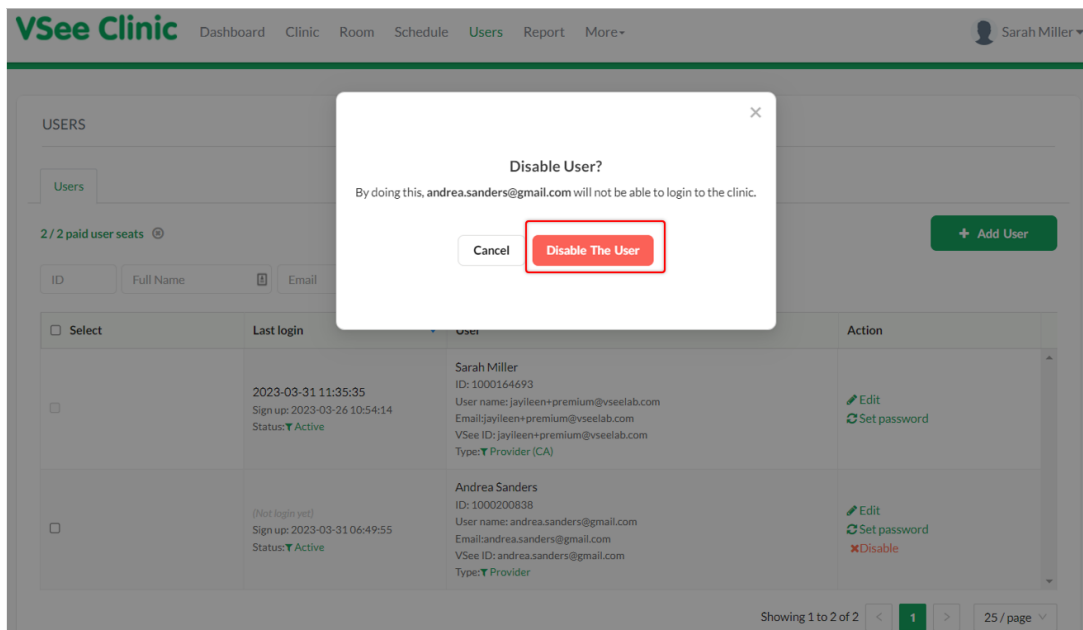 VSee Clinic Dashboard Clinic Room Schedule Users Report More Sarah Miller
USERS
Users
2 / 2 paid user seats
+ Add User
ID Full Name Email
Disable User?
By doing this, andrea.sanders@gmail.com will not be able to login to the clinic.
Cancel Disable The User
Select Last login User Action
2023-03-31 11:35:35
Sign up: 2023-03-26 10:54:14
Status: Active
Sarah Miller
ID: 1000164693
User name: jayileen+premium@vseelab.com
Email:jayileen+premium@vseelab.com
VSee ID: jayileen+premium@vseelab.com
Type: Provider (CA)
Edit
Set password
(Not login yet)
Sign up: 2023-03-31 06:49:55
Status: Active
Andrea Sanders
ID: 1000200838
User name: andrea.sanders@gmail.com
Email:andrea.sanders@gmail.com
VSee ID: andrea.sanders@gmail.com
Type: Provider
Edit
Set password
Disable
Showing 1 to 2 of 2 < 1 > 25 / page